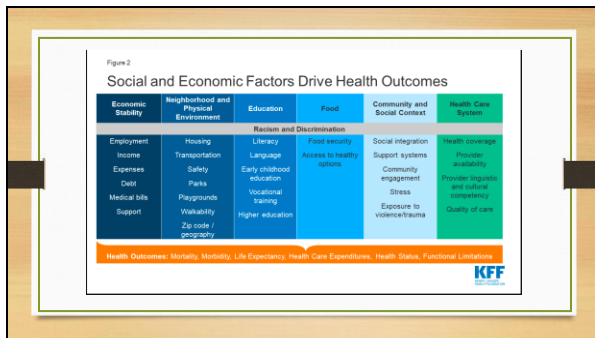 Figure 2
Social and Economic Factors Drive Health Outcomes
Economic
Stability
Neighborhood and
Physical
Environment
Education
Food
Community and
Social Context
Health Care
System
Racism and Discrimination
Employment
Income
Expenses
Debt
Medical bills
Support
Housing
Transportation
Safety
Parks
Playgrounds
Walkability
Zip code /
geography
Literacy
Language
Early childhood
education
Vocational
training
Higher education
Food security
Access to healthy
options
Social integration
Support systems
Community
engagement
Stress
Exposure to
violence/trauma
Health coverage
Provider
availability
Provider linguistic
and cultural
competency
Quality of care
Health Outcomes: Mortality, Morbidity, Life Expectancy, Health Care Expenditures, Health Status, Functional Limitations
KFF